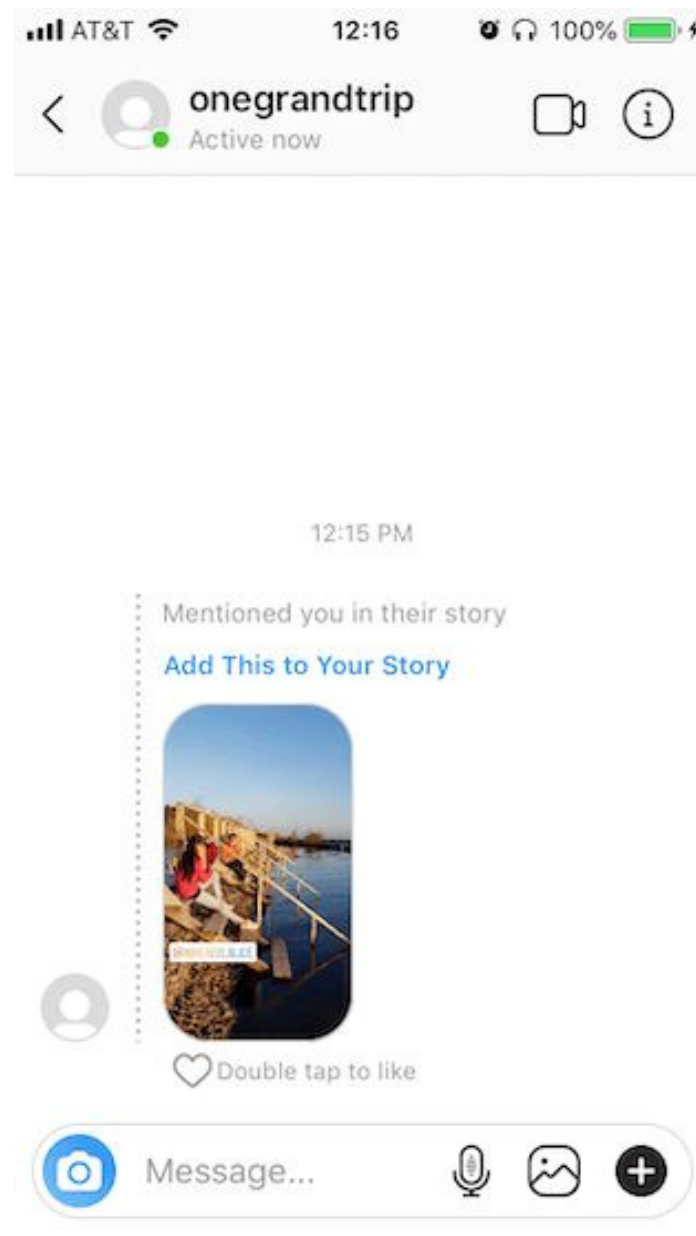 AT&T 12:16 100%
onegrandtrip
Active now
12:15 PM
Mentioned you in their story
Add This to Your Story
Double tap to like
Message...